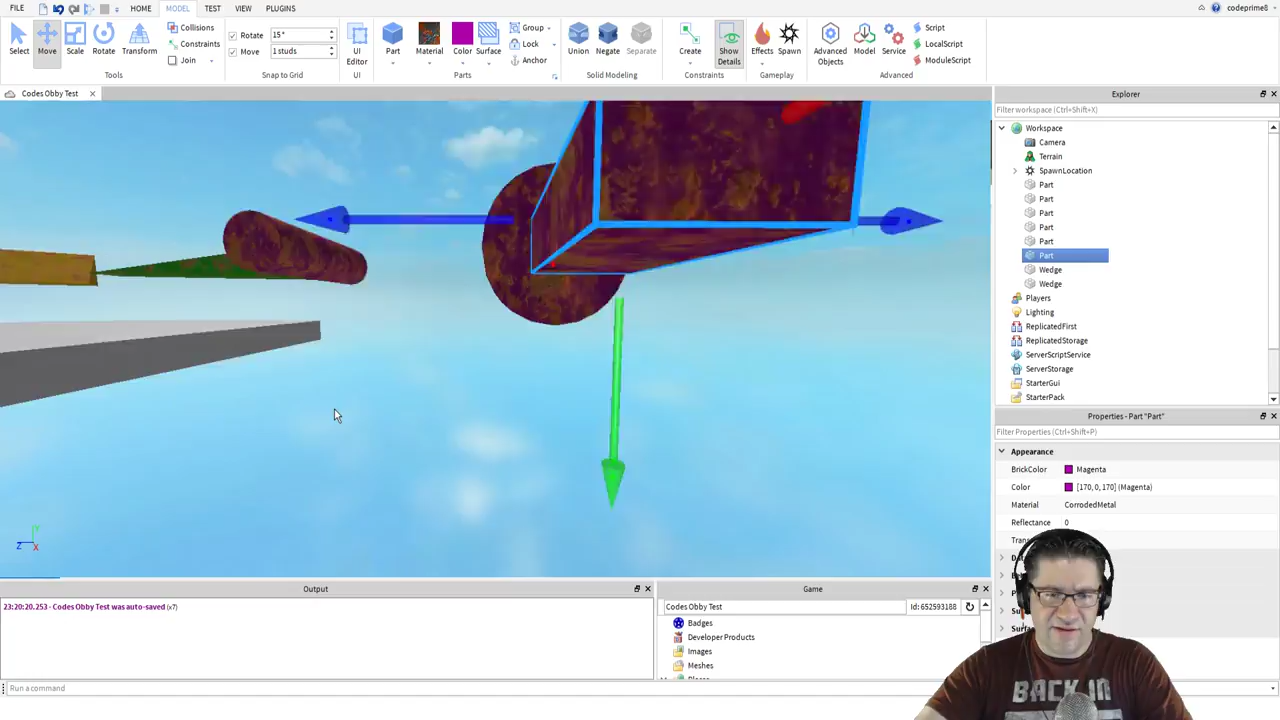 FILE HOME MODEL TEST VIEW PLUGINS codeprime8
Select Move Scale Rotate Transform
Collisions
Constraints
Join
Tools
Rotate 15°
Move 1 studs
Snap to Grid
UI
Editor
UI
Part Material Color Surface
Group
Lock
Anchor
Parts
Union Negate Separate
Solid Modeling
Create Show
Details
Constraints
Effects Spawn
Gameplay
Advanced
Objects
Model Service
Script
LocalScript
ModuleScript
Advanced
Codes Obby Test
Explorer
Filter workspace (Ctrl+Shift+X)
Workspace
Camera
Terrain
SpawnLocation
Part
Part
Part
Part
Part
Part
Wedge
Wedge
Players
Lighting
ReplicatedFirst
ReplicatedStorage
ServerScriptService
ServerStorage
StarterGui
StarterPack
Properties - Part "Part"
Filter Properties (Ctrl+Shift+P)
Appearance
BrickColor Magenta
Color [170, 0, 170] (Magenta)
Material CorrodedMetal
Reflectance 0
Y
Z X
Output
23:20:20.253 - Codes Obby Test was auto-saved (x7)
Game
Codes Obby Test Id: 652593188
Badges
Developer Products
Images
Meshes
Run a command
BACK IN